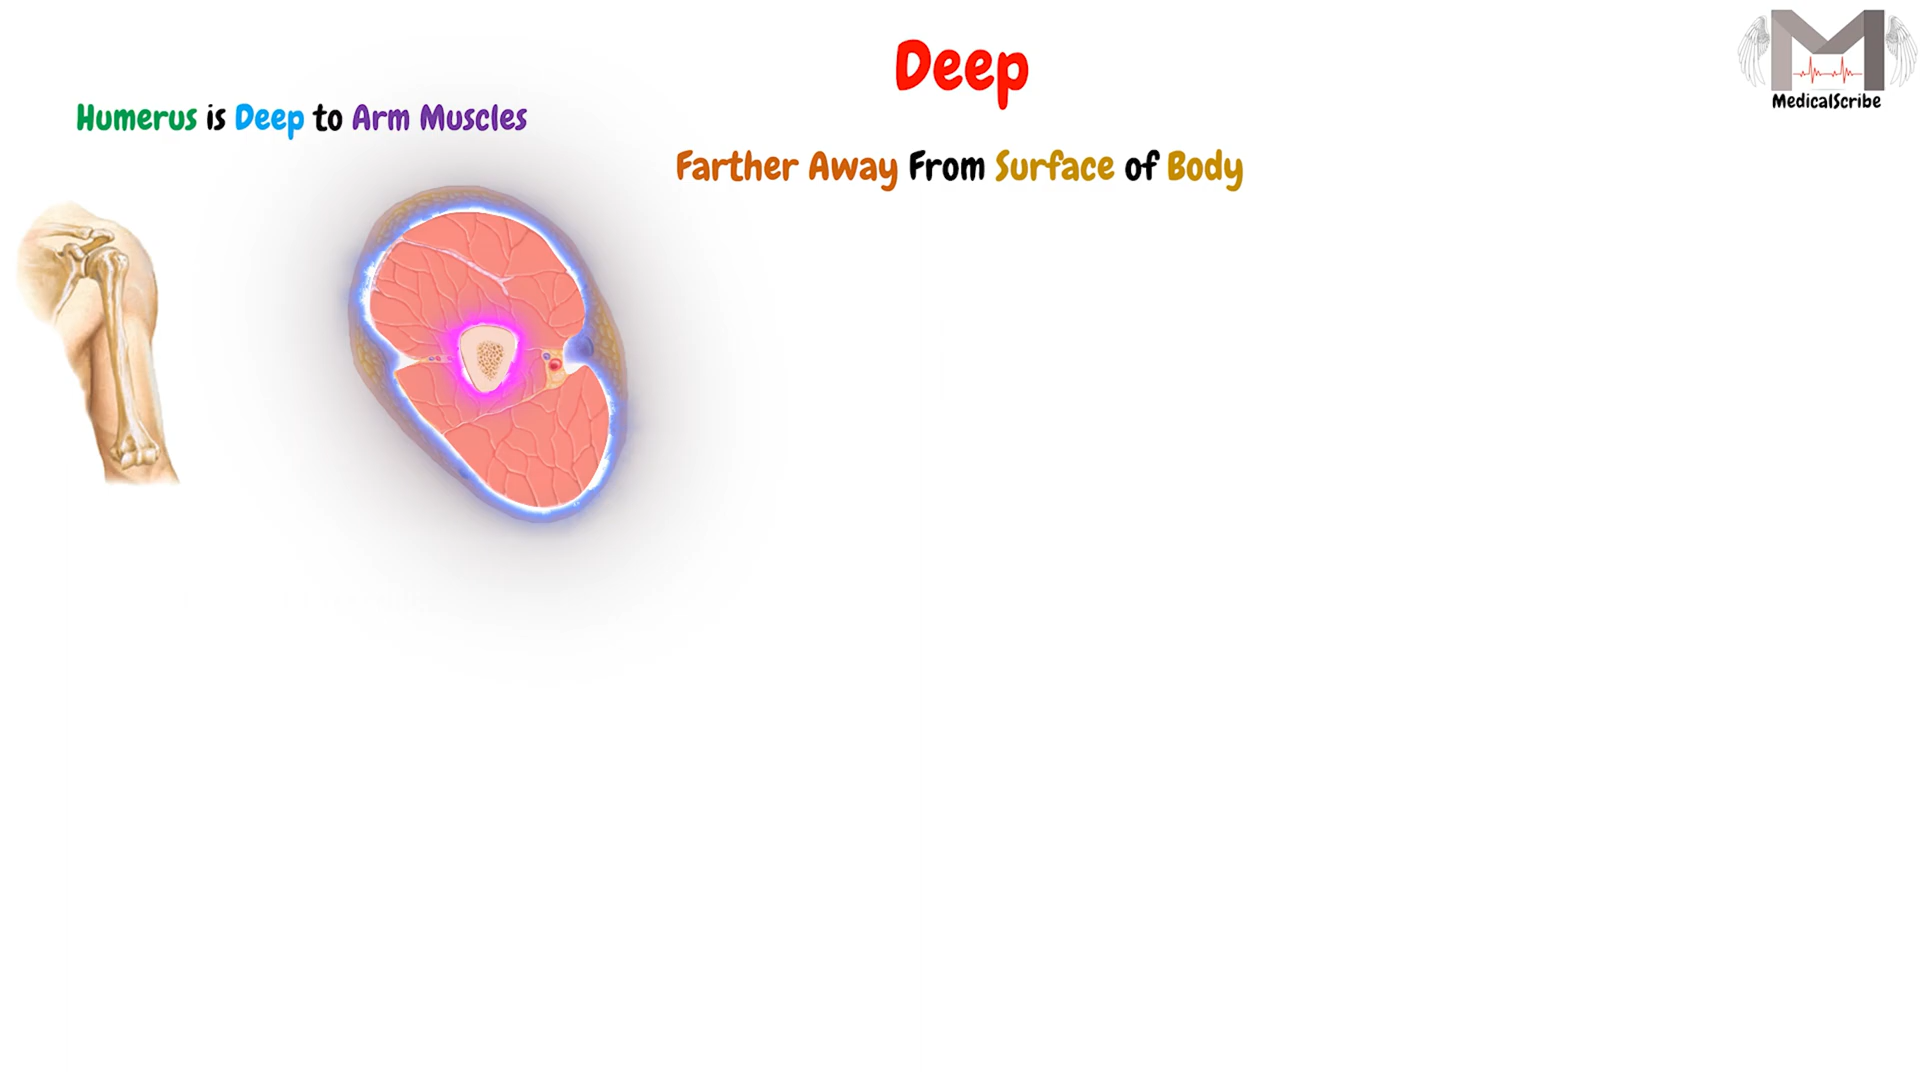 Deep
Humerus is Deep to Arm Muscles
Farther Away From Surface of Body
MedicalScribe